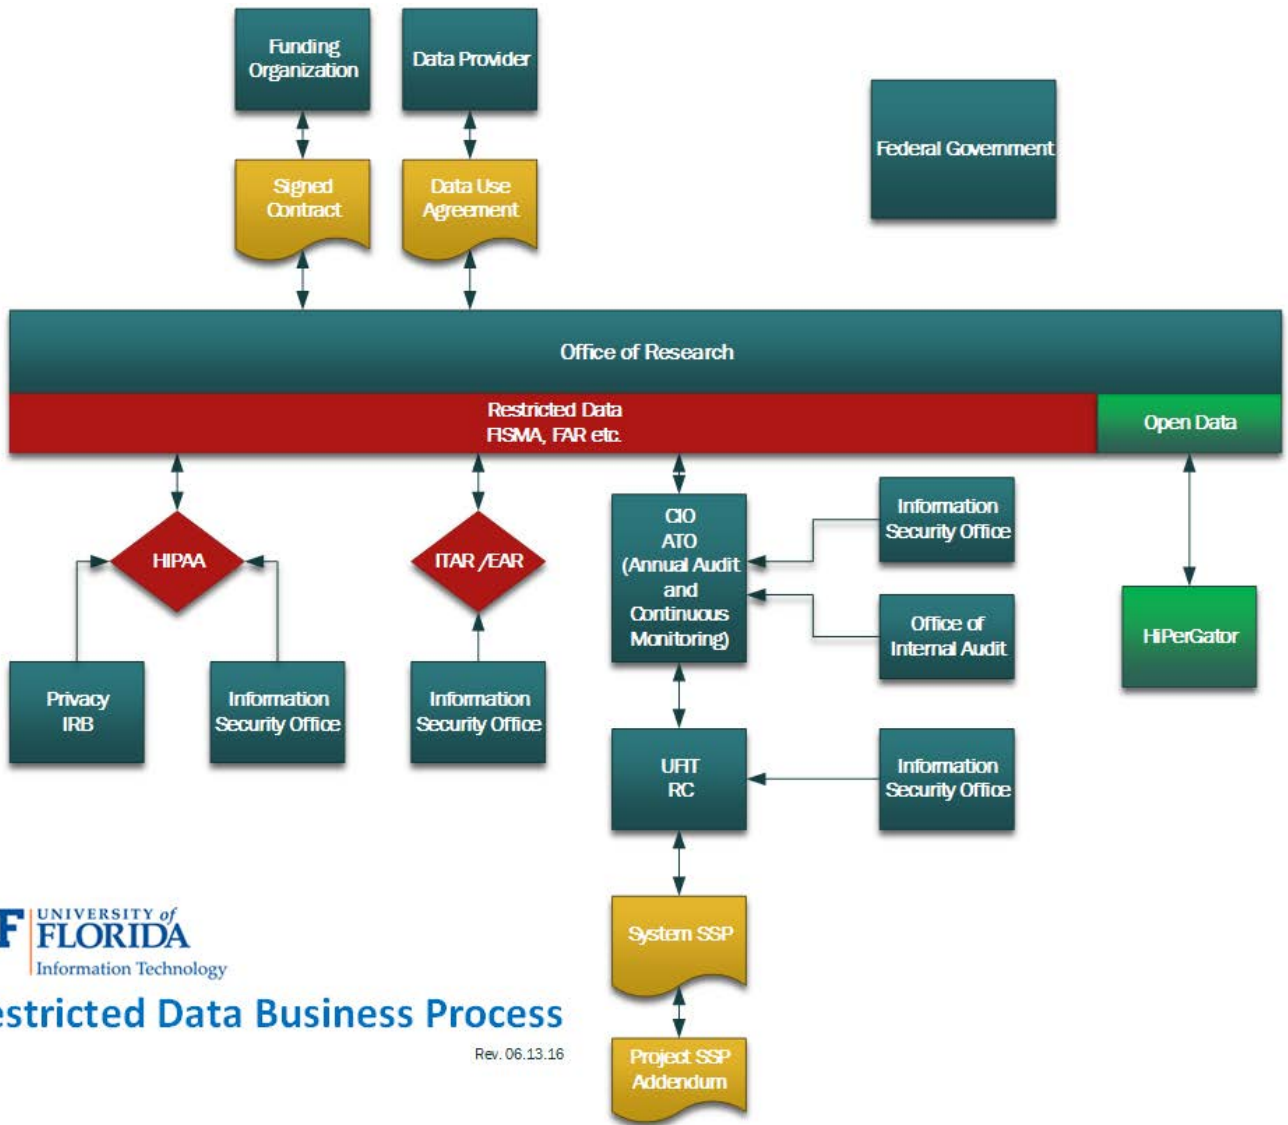 Funding
Organization
Data Provider
Federal Government
Signed
Contract
Data Use
Agreement
Office of Research
Restricted Data
FISMA, FAR etc.
Open Data
HIPAA
ITAR /EAR
CIO
ATO
(Annual Audit
and
Continuous
Monitoring)
Information
Security Office
Office of
Internal Audit
HiPerGator
Privacy
IRB
Information
Security Office
Information
Security Office
UFIT
RC
Information
Security Office
System SSP
Project SSP
Addendum
F UNIVERSITY of
FLORIDA
Information Technology
estricted Data Business Process
Rev. 06.13.16